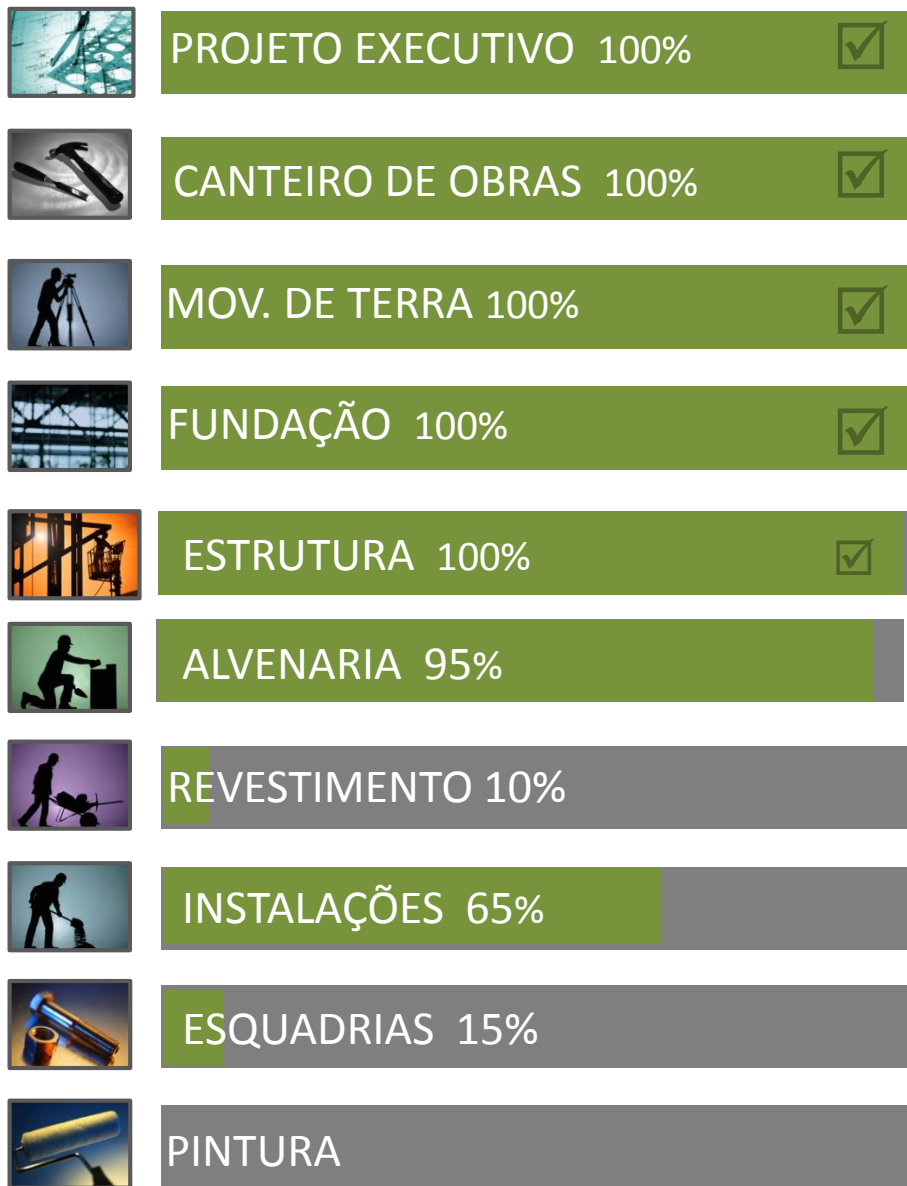 PROJETO EXECUTIVO 100%
CANTEIRO DE OBRAS 100%
MOV. DE TERRA 100%
FUNDAÇÃO 100%
ESTRUTURA 100%
ALVENARIA 95%
REVESTIMENTO 10%
INSTALAÇÕES 65%
ESQUADRIAS 15%
PINTURA